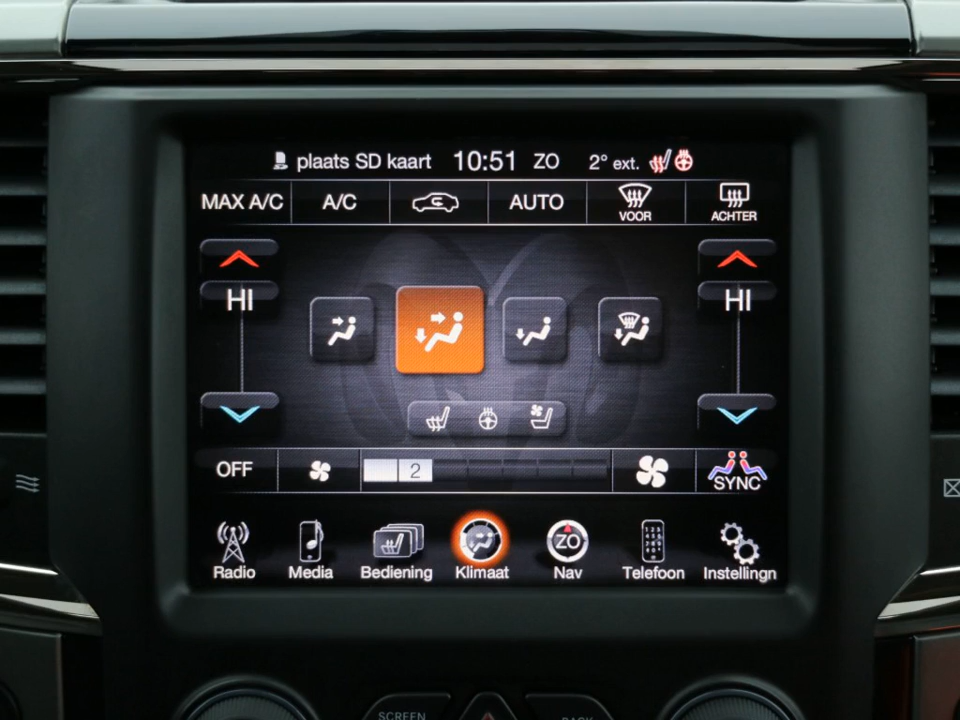 plaats SD kaart 10:51 ZO 2° ext.
MAX A/C A/C AUTO VOOR ACHTER
HI HI
OFF 2 SYNC
ZO
Radio Media Bediening Klimaat Nav Telefoon Instellingn
SCREEN BACK